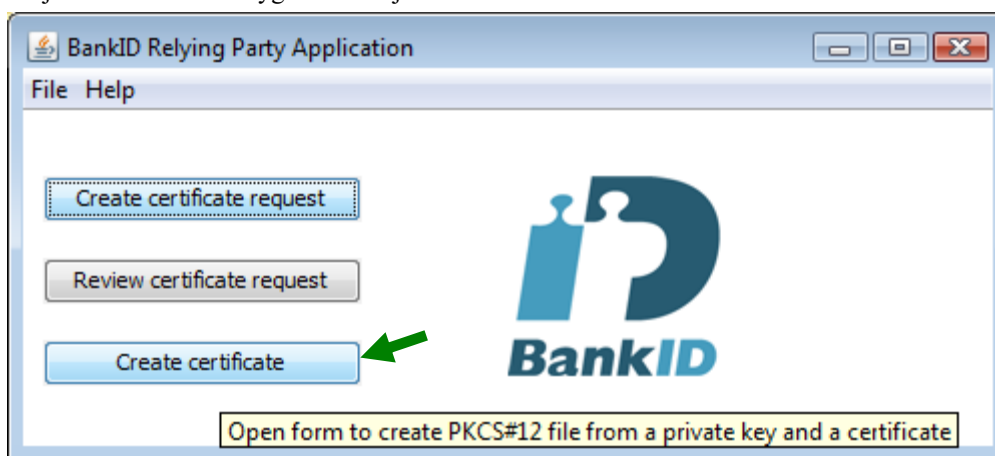 BankID Relying Party Application
File Help
Create certificate request
Review certificate request
Create certificate
BankID
Open form to create PKCS#12 file from a private key and a certificate